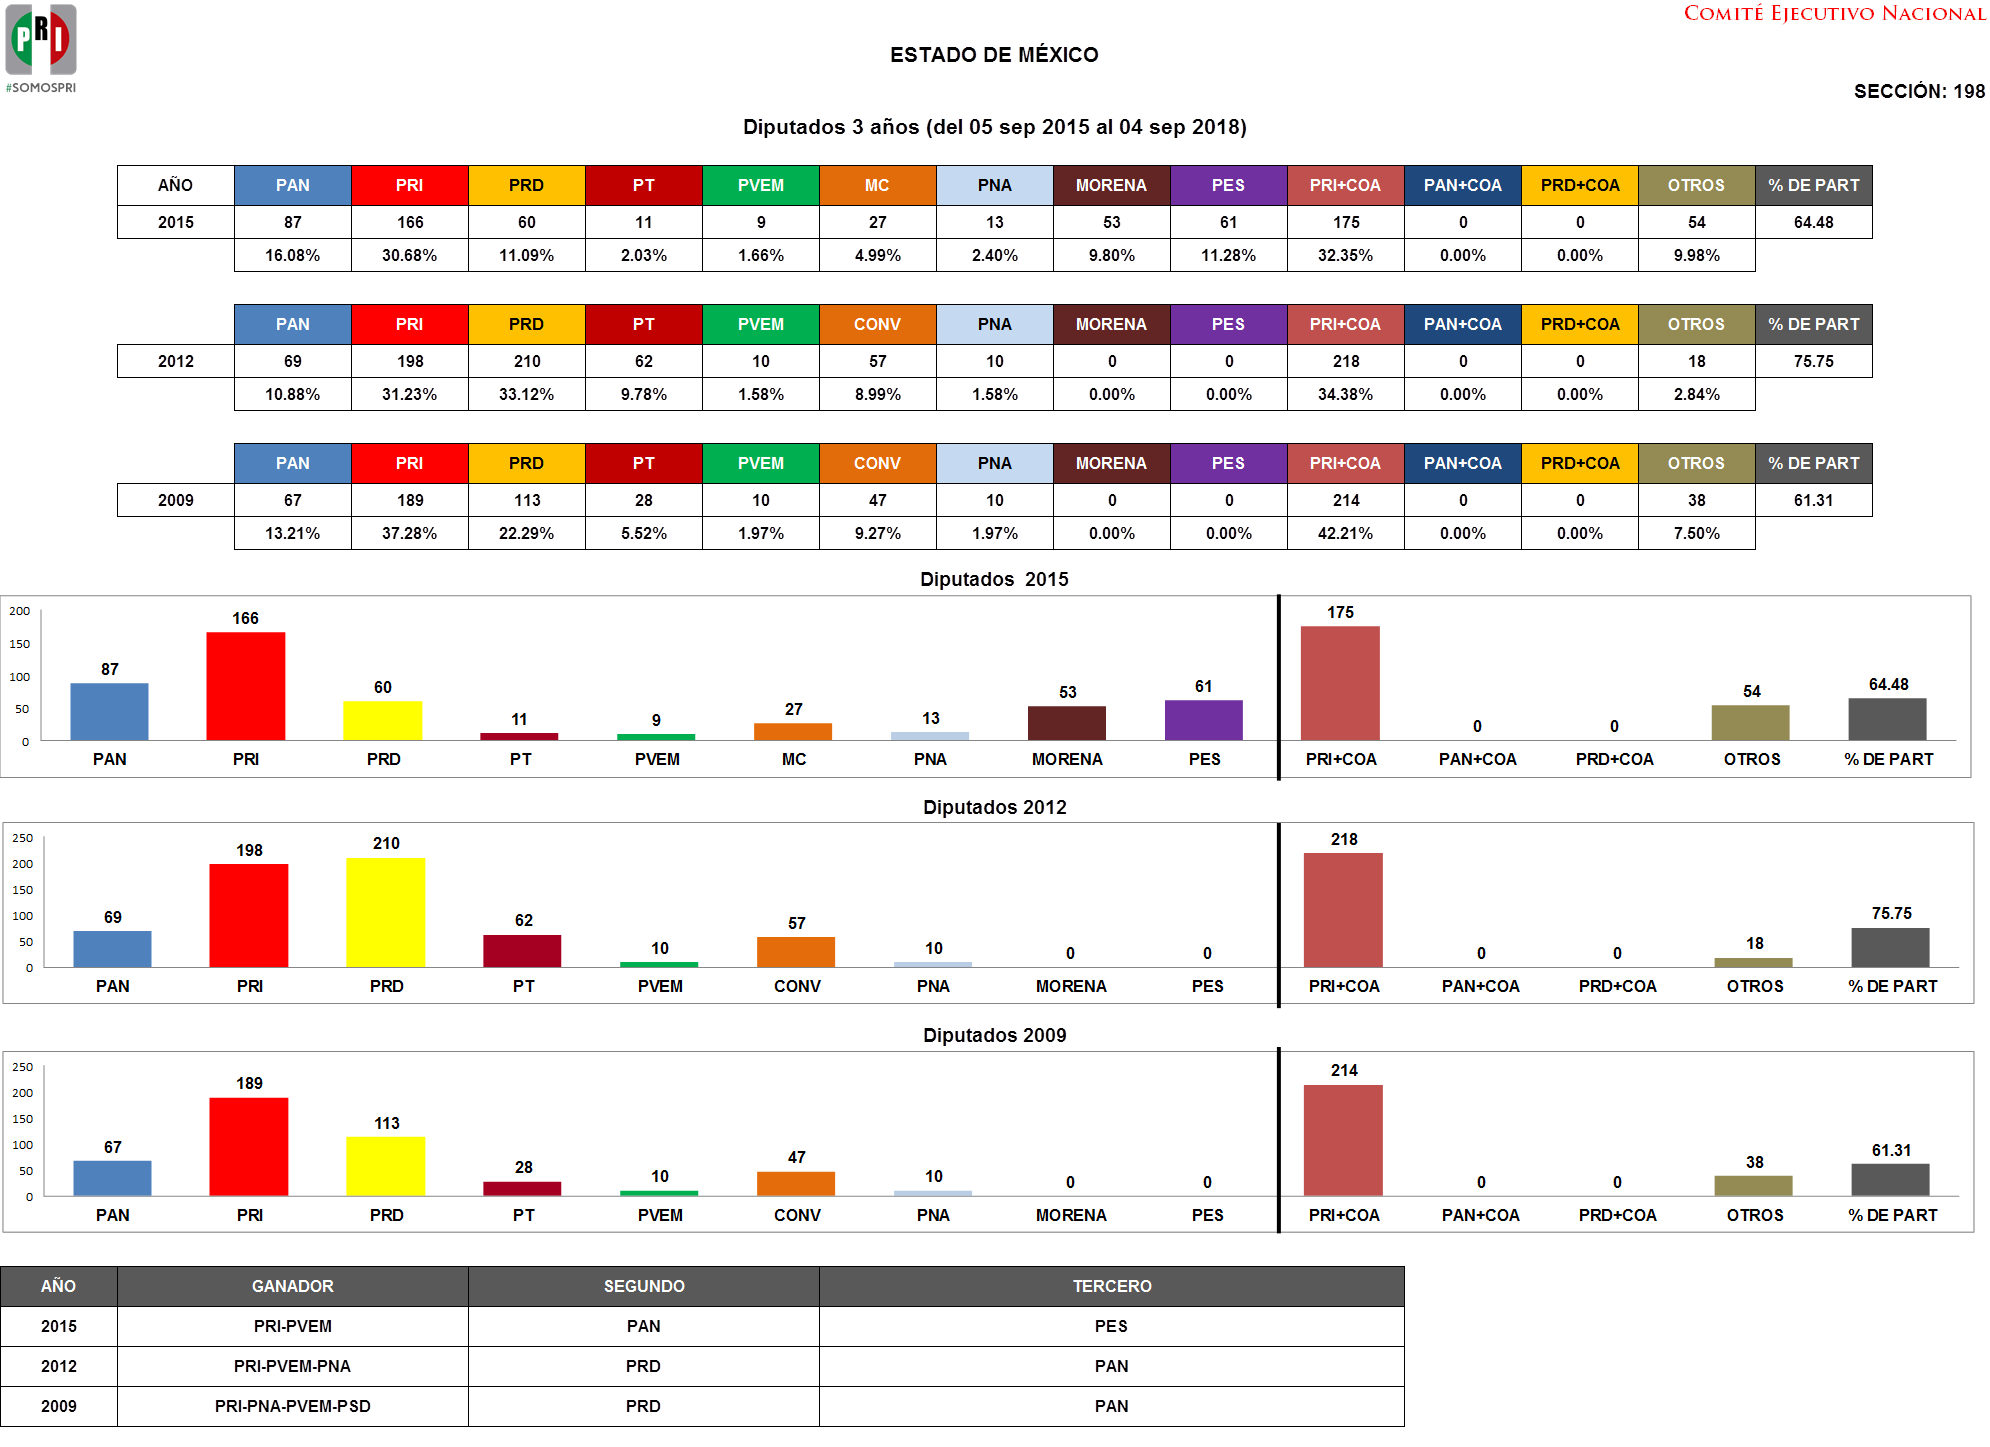 PRI
#SOMOSPRI
COMITÉ EJECUTIVO NACIONAL
ESTADO DE MÉXICO
SECCIÓN: 198
Diputados 3 años (del 05 sep 2015 al 04 sep 2018)
AÑO PAN PRI PRD PT PVEM MC PNA MORENA PES PRI+COA PAN+COA PRD+COA OTROS % DE PART
2015 87 166 60 11 9 27 13 53 61 175 0 0 54 64.48
16.08% 30.68% 11.09% 2.03% 1.66% 4.99% 2.40% 9.80% 11.28% 32.35% 0.00% 0.00% 9.98%
PAN PRI PRD PT PVEM CONV PNA MORENA PES PRI+COA PAN+COA PRD+COA OTROS % DE PART
2012 69 198 210 62 10 57 10 0 0 218 0 0 18 75.75
10.88% 31.23% 33.12% 9.78% 1.58% 8.99% 1.58% 0.00% 0.00% 34.38% 0.00% 0.00% 2.84%
PAN PRI PRD PT PVEM CONV PNA MORENA PES PRI+COA PAN+COA PRD+COA OTROS % DE PART
2009 67 189 113 28 10 47 10 0 0 214 0 0 38 61.31
13.21% 37.28% 22.29% 5.52% 1.97% 9.27% 1.97% 0.00% 0.00% 42.21% 0.00% 0.00% 7.50%
Diputados 2015
200
150
100
50
0
87 166 60 11 9 27 13 53 61 175 0 0 54 64.48
PAN PRI PRD PT PVEM MC PNA MORENA PES PRI+COA PAN+COA PRD+COA OTROS % DE PART
Diputados 2012
250
200
150
100
50
0
69 198 210 62 10 57 10 0 0 218 0 0 18 75.75
PAN PRI PRD PT PVEM CONV PNA MORENA PES PRI+COA PAN+COA PRD+COA OTROS % DE PART
Diputados 2009
250
200
150
100
50
0
67 189 113 28 10 47 10 0 0 214 0 0 38 61.31
PAN PRI PRD PT PVEM CONV PNA MORENA PES PRI+COA PAN+COA PRD+COA OTROS % DE PART
AÑO GANADOR SEGUNDO TERCERO
2015 PRI-PVEM PAN PES
2012 PRI-PVEM-PNA PRD PAN
2009 PRI-PNA-PVEM-PSD PRD PAN